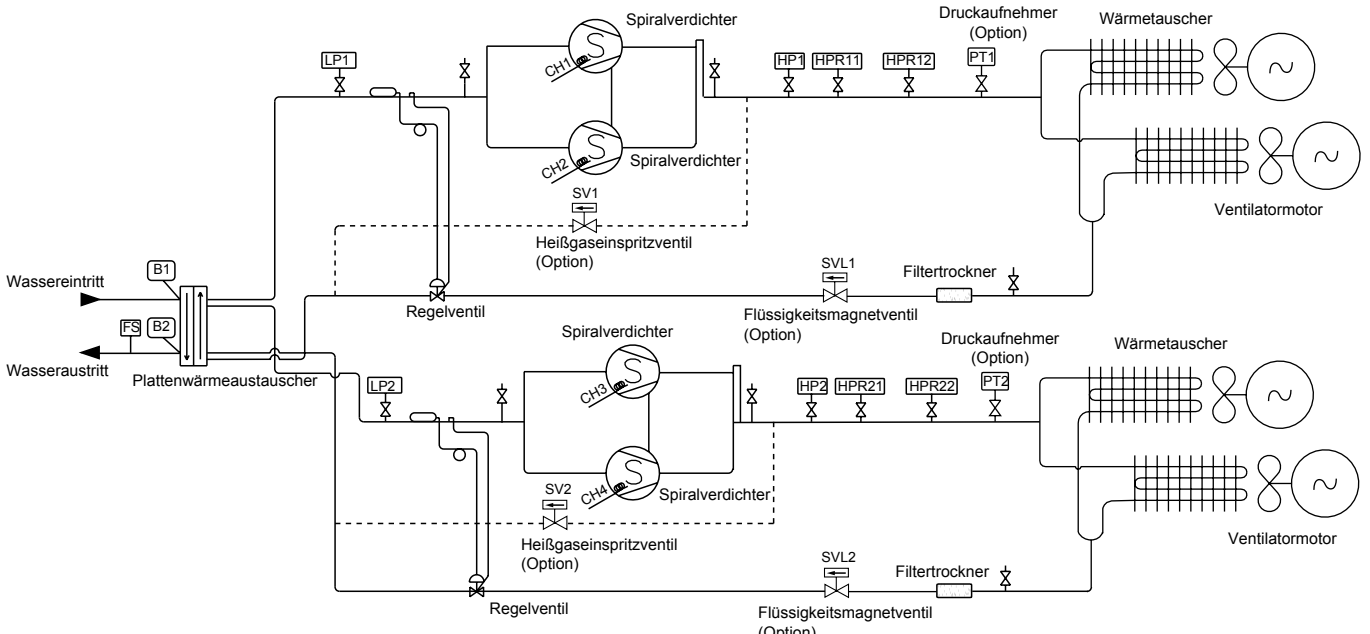 Spiralverdichter
Druckaufnehmer
(Option)
Wärmetauscher
LP1
CH1
HP1
HPR11
HPR12
PT1
CH2
Spiralverdichter
SV1
Heißgaseinspritzventil
(Option)
Ventilatormotor
Wassereintritt
B1
SVL1
Filtertrockner
Regelventil
Flüssigkeitsmagnetventil
(Option)
FS
B2
Wasseraustritt
Plattenwärmeaustauscher
Spiralverdichter
Druckaufnehmer
(Option)
Wärmetauscher
LP2
CH3
HP2
HPR21
HPR22
PT2
CH4
Spiralverdichter
SV2
Heißgaseinspritzventil
(Option)
Ventilatormotor
SVL2
Filtertrockner
Regelventil
Flüssigkeitsmagnetventil
(Option)